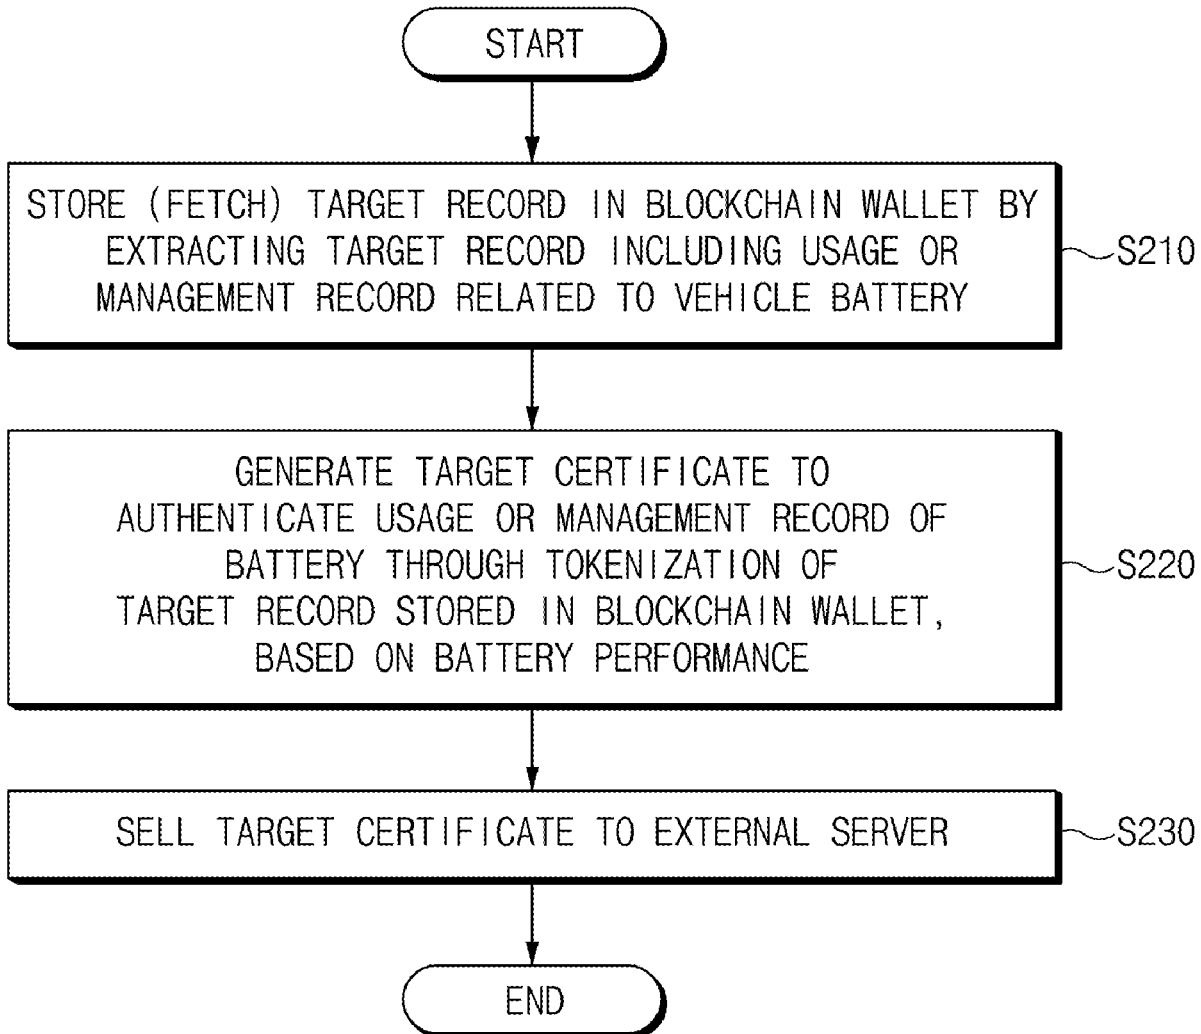 START
STORE (FETCH) TARGET RECORD IN BLOCKCHAIN WALLET BY
EXTRACTING TARGET RECORD INCLUDING USAGE OR
MANAGEMENT RECORD RELATED TO VEHICLE BATTERY
S210
GENERATE TARGET CERTIFICATE TO
AUTHENTICATE USAGE OR MANAGEMENT RECORD OF
BATTERY THROUGH TOKENIZATION OF
TARGET RECORD STORED IN BLOCKCHAIN WALLET,
BASED ON BATTERY PERFORMANCE
S220
SELL TARGET CERTIFICATE TO EXTERNAL SERVER
S230
END